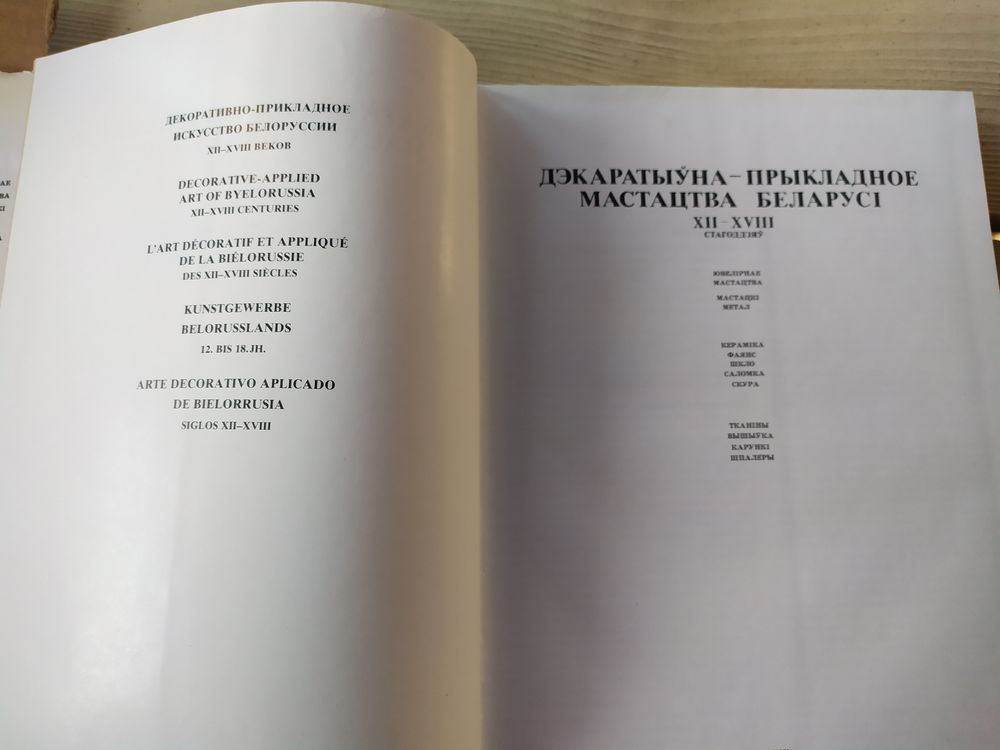 ДЕКОРАТИВНО-ПРИКЛАДНОЕ
ИСКУССТВО БЕЛОРУССИИ
XII–XVIII ВЕКОВ
DECORATIVE-APPLIED
ART OF BYELORUSSIA
XII–XVIII CENTURIES
L'ART DÉCORATIF ET APPLIQUÉ
DE LA BIÉLORUSSIE
DES XII–XVIII SIÈCLES
KUNSTGEWERBE
BELORUSSLANDS
12. BIS 18. JH.
ARTE DECORATIVO APLICADO
DE BIELORRUSIA
SIGLOS XII–XVIII
ДЭКАРАТЫЎНА–ПРЫКЛАДНОЕ
МАСТАЦТВА БЕЛАРУСІ
XII–XVIII
СТАГОДДЗЯЎ
ЮВЕЛІРНАЕ
МАСТАЦТВА
МАСТАЦКІ
МЕТАЛ
КЕРАМІКА
ФАЯНС
ШКЛО
САЛОМКА
СКУРА
ТКАНІНЫ
ВЫШЫЎКА
КАРУНКІ
ШПАЛЕРЫ